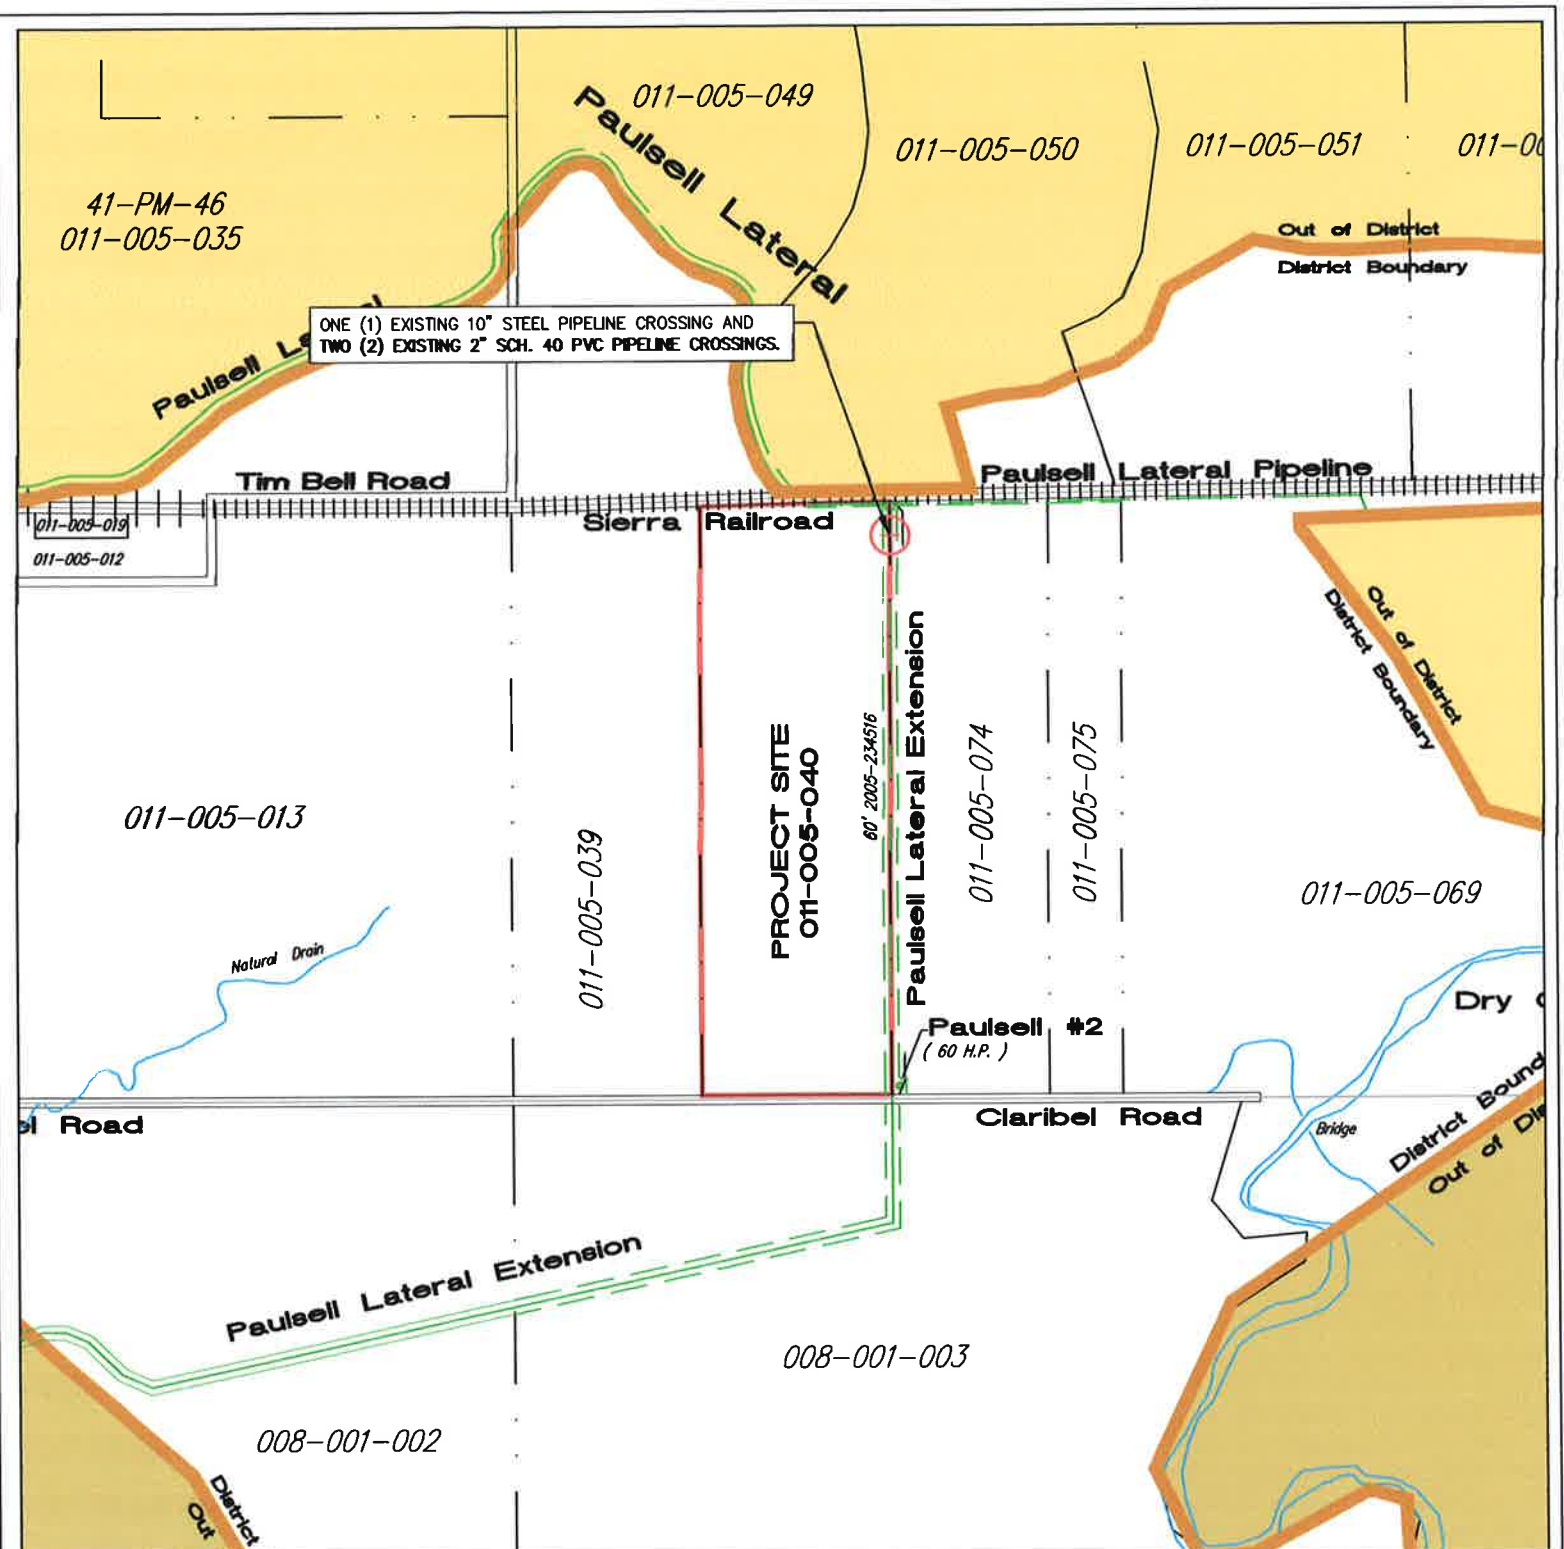 011-005-049
Paulsell Lateral
011-005-050
011-005-051
41-PM-46
011-005-035
Out of District
District Boundary
ONE (1) EXISTING 10" STEEL PIPELINE CROSSING AND
TWO (2) EXISTING 2" SCH. 40 PVC PIPELINE CROSSINGS.
Paulsell
Tim Bell Road
Paulsell Lateral Pipeline
011-005-019
Sierra Railroad
011-005-012
Out of District
District Boundary
PROJECT SITE
011-005-040
60' 2005-234516
Paulsell Lateral Extension
011-005-074
011-005-075
011-005-013
011-005-039
011-005-069
Natural Drain
Dry
Paulsell #2
( 60 H.P. )
Road
Claribel Road
Bridge
District
Out of
Paulsell Lateral Extension
008-001-003
008-001-002
District
Out